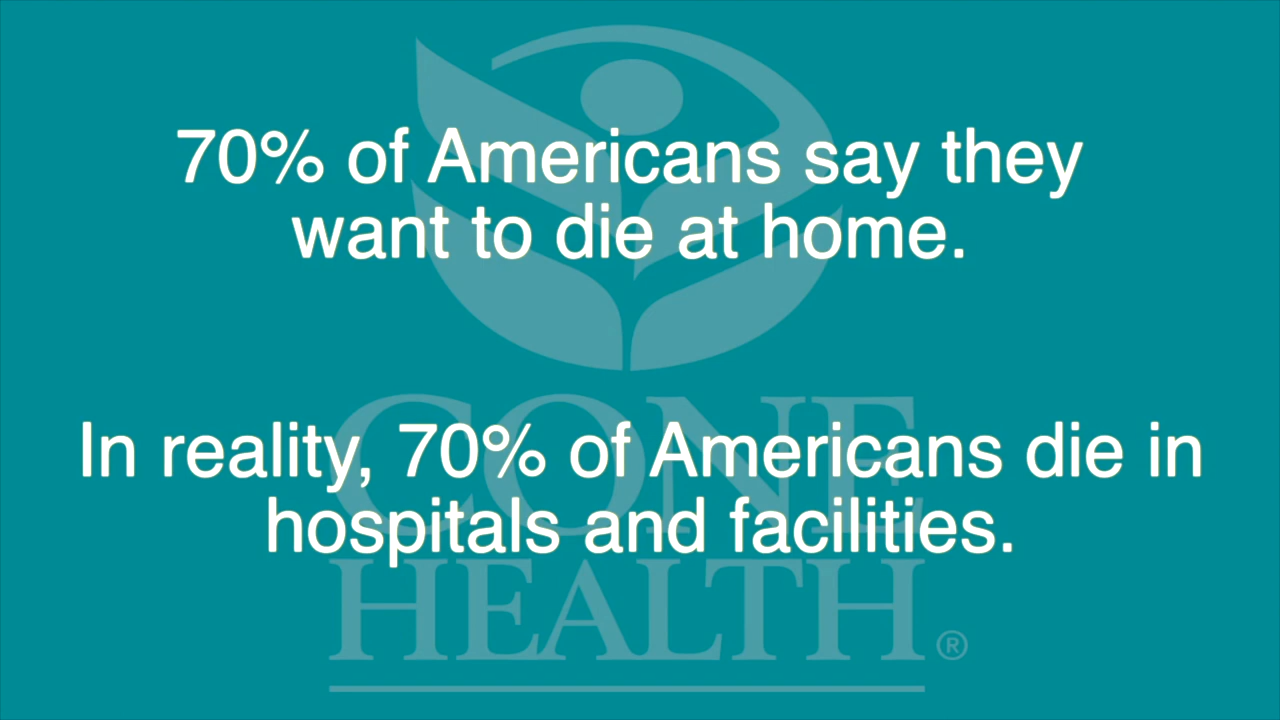 70% of Americans say they
want to die at home.
In reality, 70% of Americans die in
hospitals and facilities.
CONE
HEALTH®